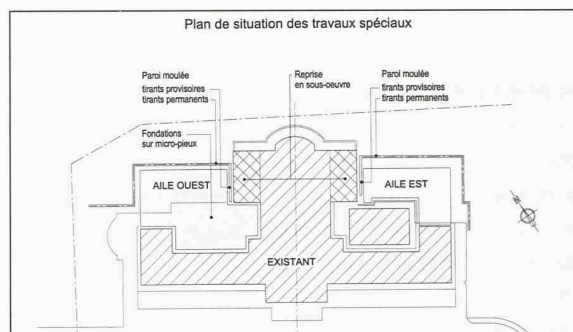 Plan de situation des travaux spéciaux
Paroi moulée
tirants provisoires
tirants permanents
Reprise
en sous-oeuvre
Paroi moulée
tirants provisoires
tirants permanents
Fondations
sur micro-pieux
AILE OUEST
AILE EST
N
EXISTANT